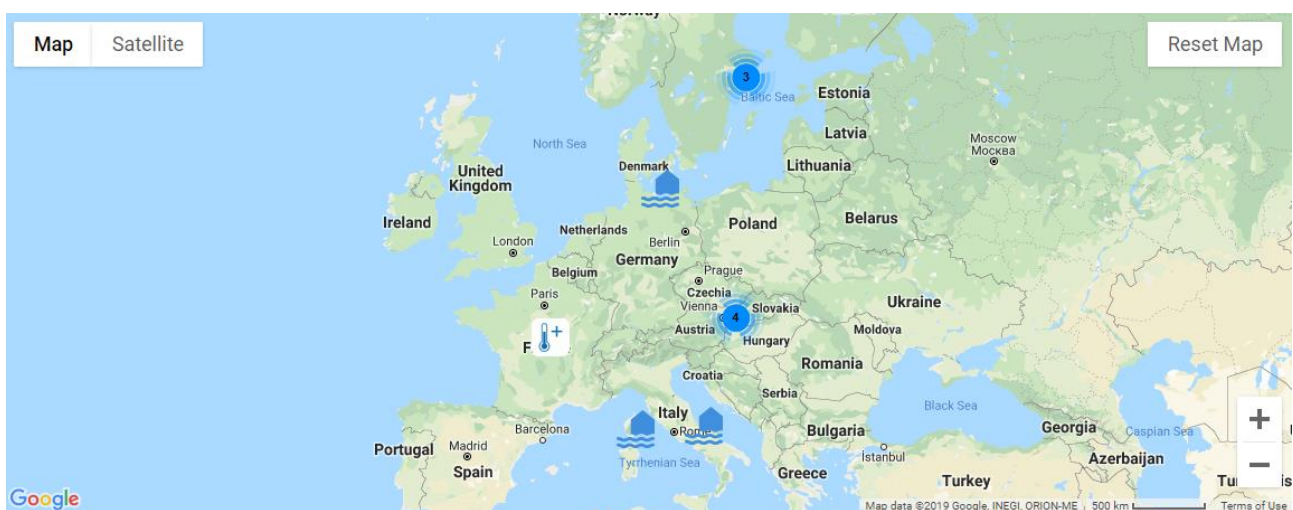 Norway
Map
Satellite
Reset Map
3
Baltic Sea
Estonia
Moscow
Москва
Latvia
North Sea
Denmark
Lithuania
United
Kingdom
Ireland
Belarus
Poland
Netherlands
London
Berlin
Germany
Belgium
Prague
Paris
Czechia
Vienna
Slovakia
Ukraine
4
Austria
Moldova
Hungary
Romania
Croatia
Serbia
Black Sea
Italy
Rome
Barcelona
Georgia
Caspian Sea
Bulgaria
Portugal
Madrid
İstanbul
Azerbaijan
Tyrrhenian Sea
Spain
Greece
Turkey
Google
Map data ©2019 Google, INEGI, ORION-ME
500 km
Terms of Use